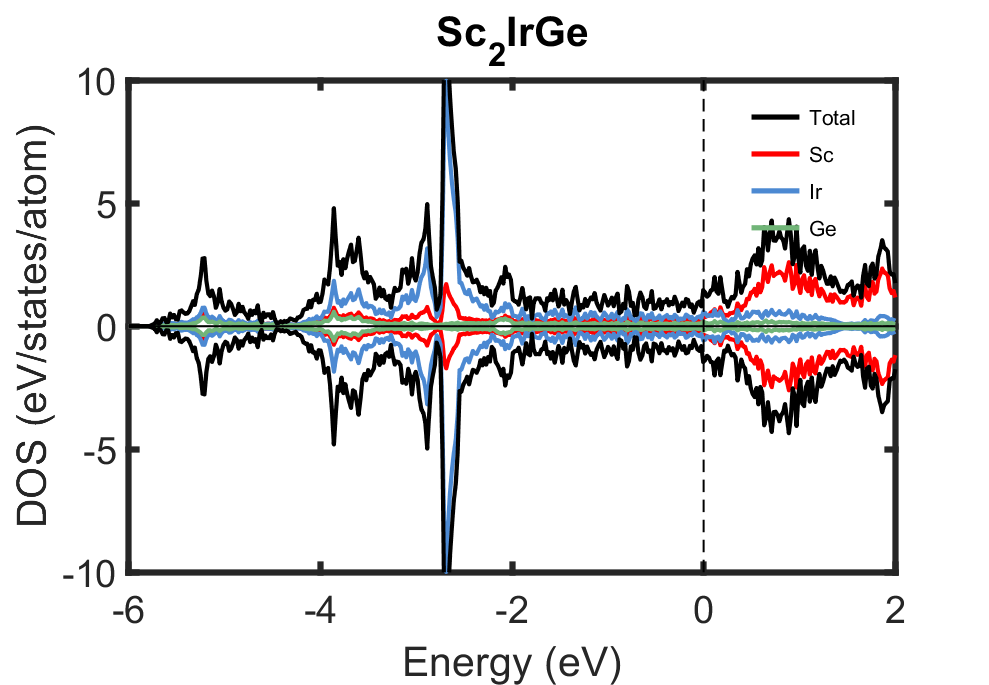 Sc2IrGe
10
5
0
-5
-10
DOS (eV/states/atom)
Total
Sc
Ir
Ge
-6
-4
-2
0
2
Energy (eV)